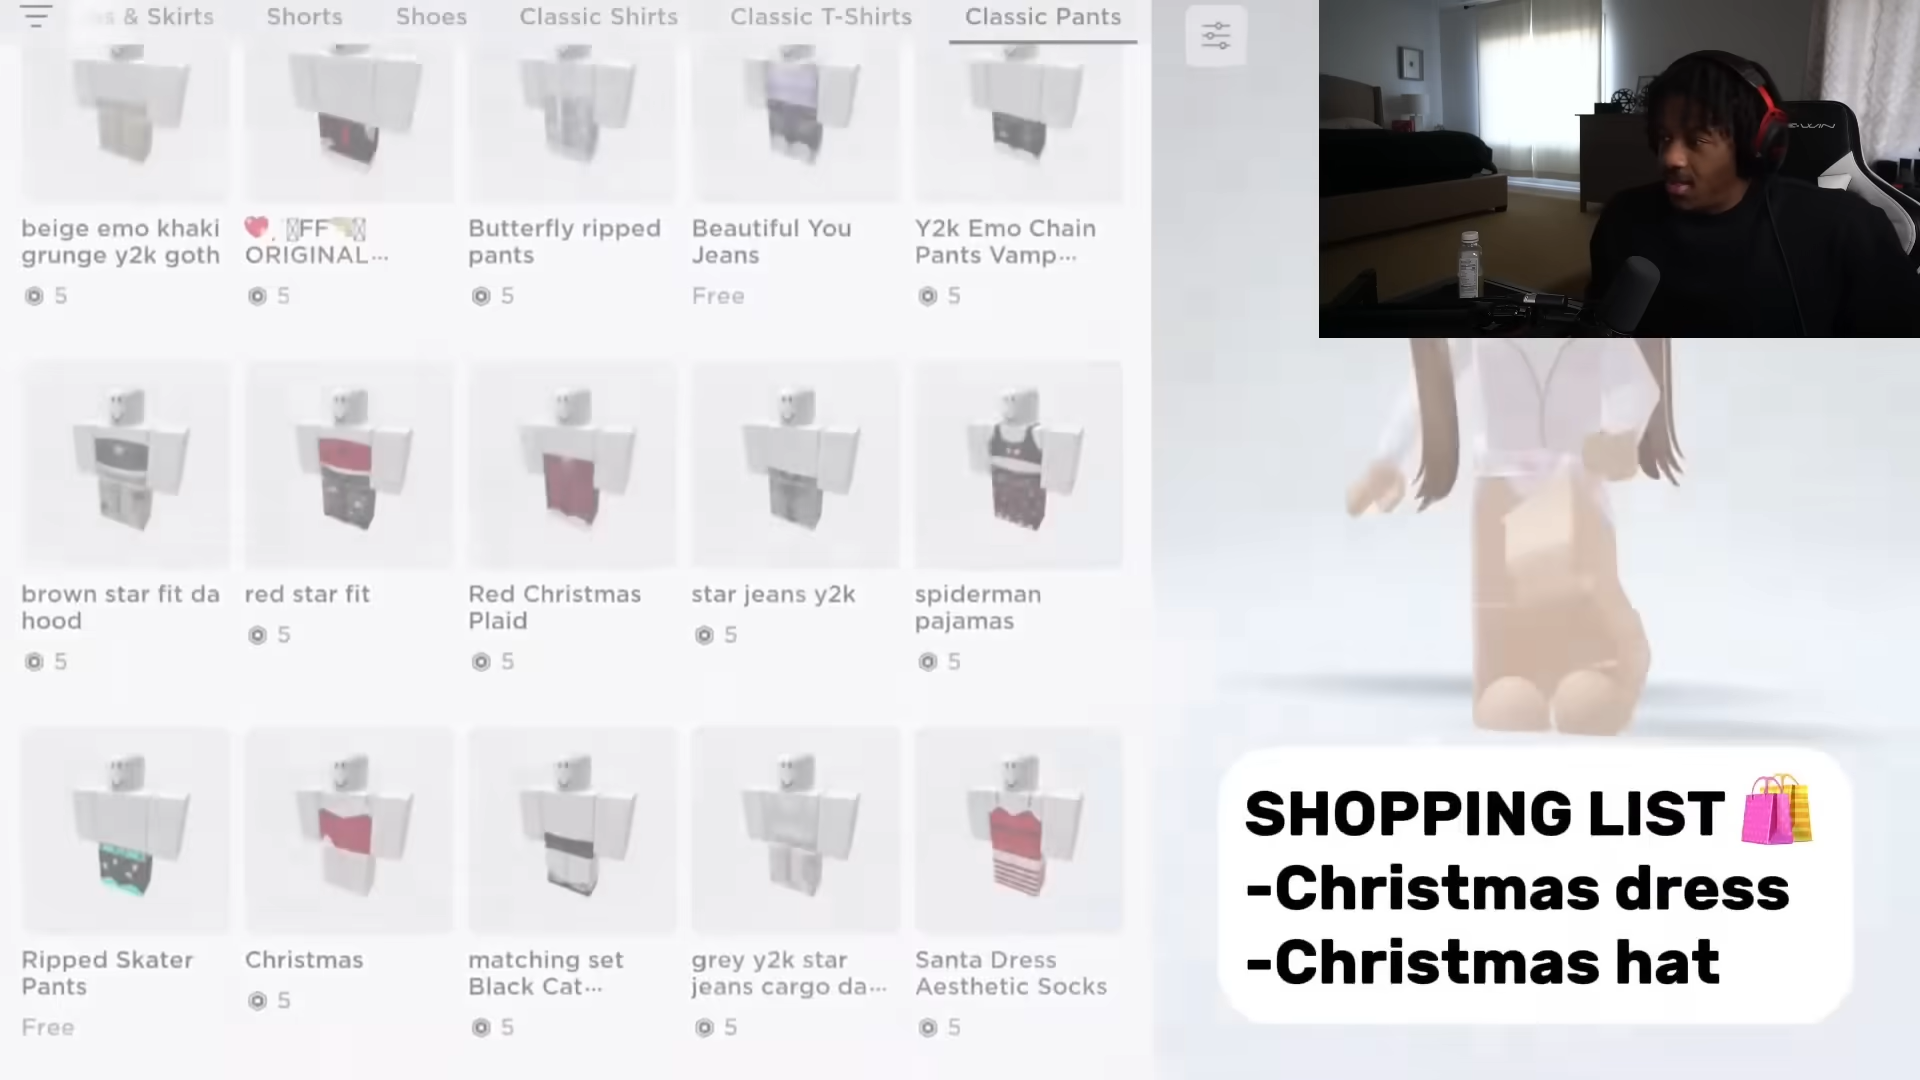 & Skirts
Shorts
Shoes
Classic Shirts
Classic T-Shirts
Classic Pants
beige emo khaki
grunge y2k goth
5
FF
ORIGINAL...
5
Butterfly ripped
pants
5
Beautiful You
Jeans
Free
Y2k Emo Chain
Pants Vamp...
5
brown star fit da
hood
5
red star fit
5
Red Christmas
Plaid
5
star jeans y2k
5
spiderman
pajamas
5
Ripped Skater
Pants
Free
Christmas
5
matching set
Black Cat...
5
grey y2k star
jeans cargo da...
5
Santa Dress
Aesthetic Socks
5
SHOPPING LIST 🛍️
-Christmas dress
-Christmas hat